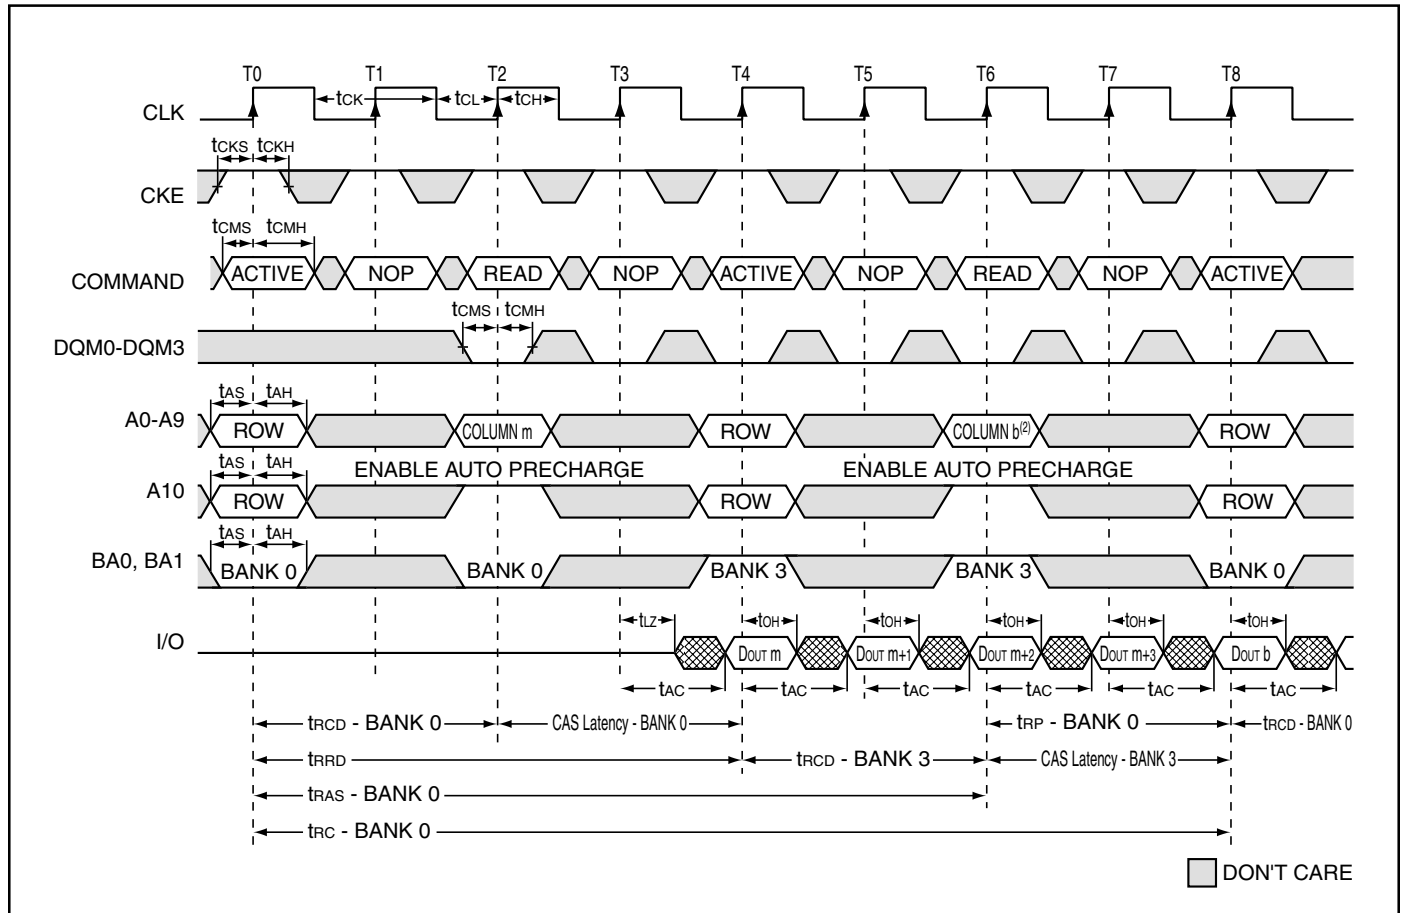 T0 T1 T2 T3 T4 T5 T6 T7 T8
CLK tCK tCL tCH
tCKS tCKH
CKE
tCMS tCMH
COMMAND ACTIVE NOP READ NOP ACTIVE NOP READ NOP ACTIVE
tCMS tCMH
DQM0-DQM3
tAS tAH
A0-A9 ROW COLUMN m ROW COLUMN b(2) ROW
tAS tAH ENABLE AUTO PRECHARGE ENABLE AUTO PRECHARGE
A10 ROW ROW ROW
tAS tAH
BA0, BA1 BANK 0 BANK 0 BANK 3 BANK 3 BANK 0
tLZ tOH tOH tOH tOH tOH
I/O DOUT m DOUT m+1 DOUT m+2 DOUT m+3 DOUT b
tAC tAC tAC tAC tAC tAC
tRCD - BANK 0 CAS Latency - BANK 0 tRP - BANK 0 tRCD - BANK 0
tRRD tRCD - BANK 3 CAS Latency - BANK 3
tRAS - BANK 0
tRC - BANK 0
DON'T CARE